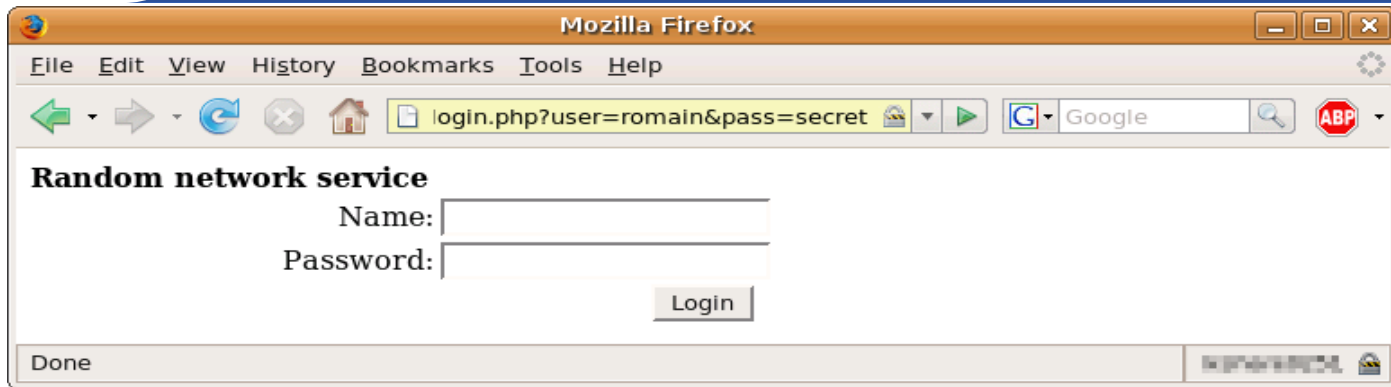 Mozilla Firefox
File Edit View History Bookmarks Tools Help
login.php?user=romain&pass=secret G Google ABP
Random network service
Name:
Password:
Login
Done